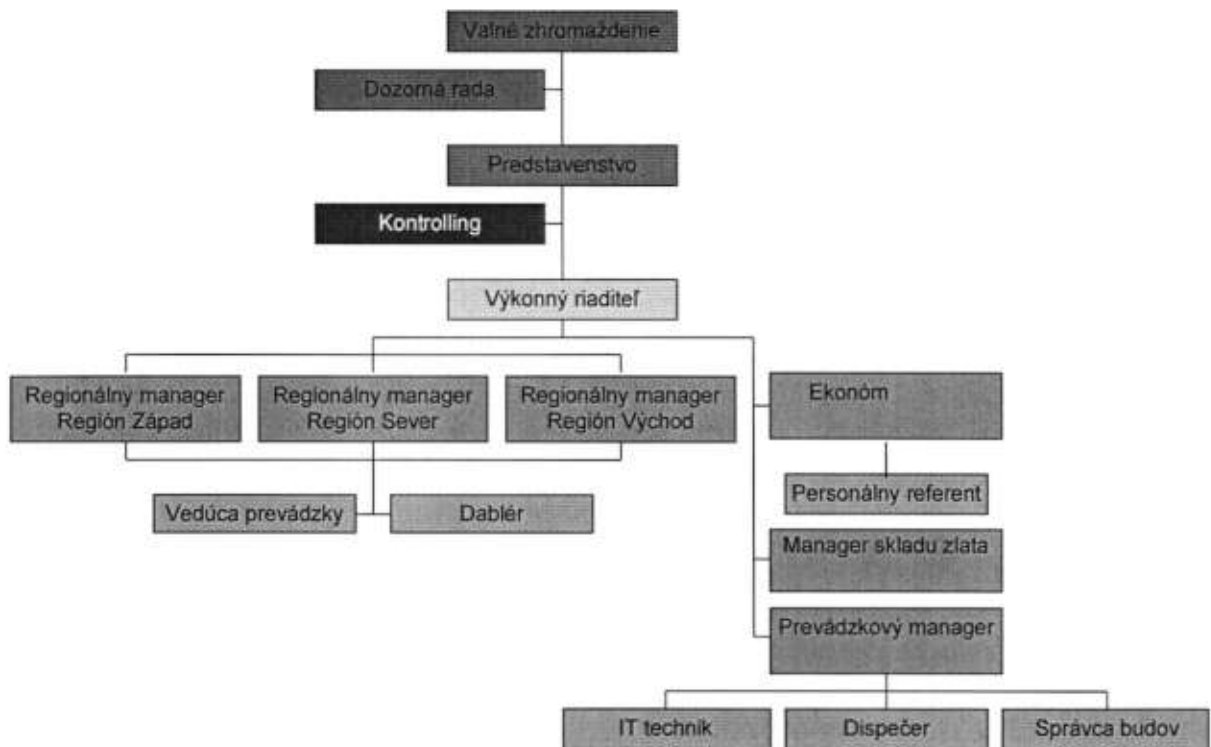 Valné zhromaždenie
Dozorná rada
Predstavenstvo
Kontrolling
Výkonný riaditeľ
Regionálny manager
Región Západ
Regionálny manager
Región Sever
Regionálny manager
Región Východ
Ekonóm
Personálny referent
Vedúca prevádzky
Dablér
Manager skladu zlata
Prevádzkový manager
IT technik
Dispečer
Správca budov